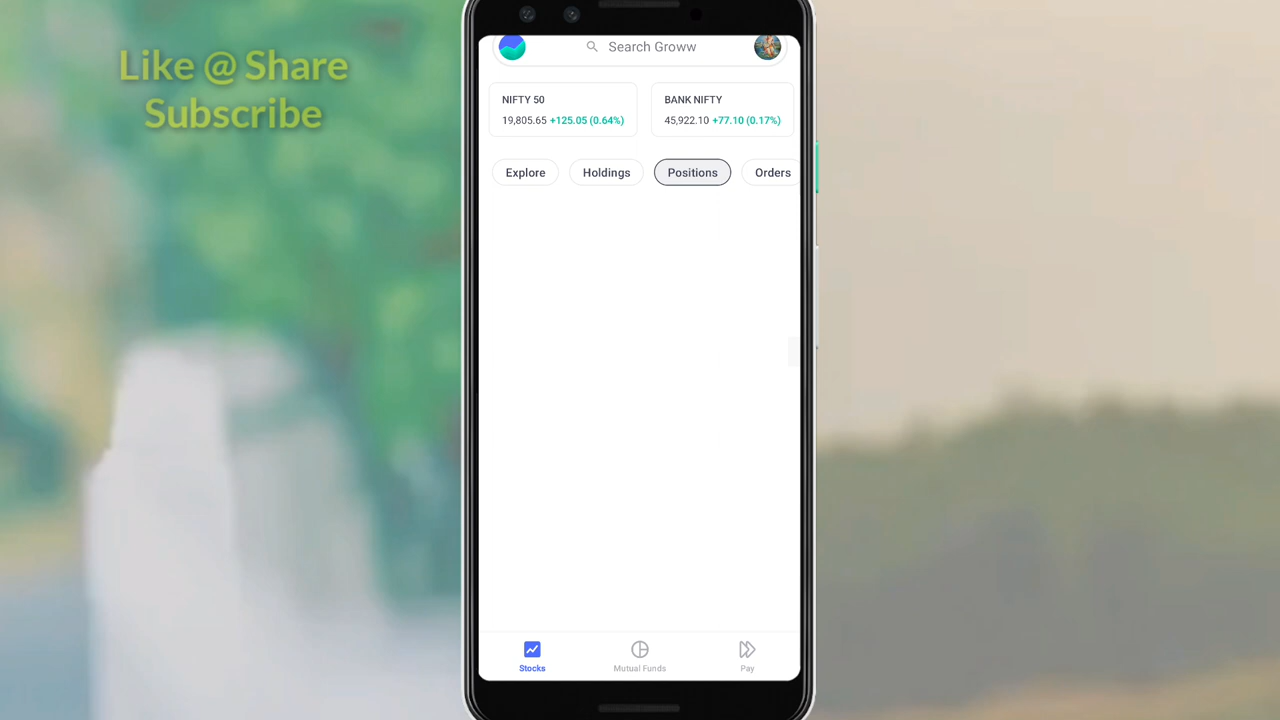 Like @ Share
Subscribe
Search Groww
NIFTY 50
19,805.65 +125.05 (0.64%)
BANK NIFTY
45,922.10 +77.10 (0.17%)
Explore
Holdings
Positions
Orders
Stocks
Mutual Funds
Pay